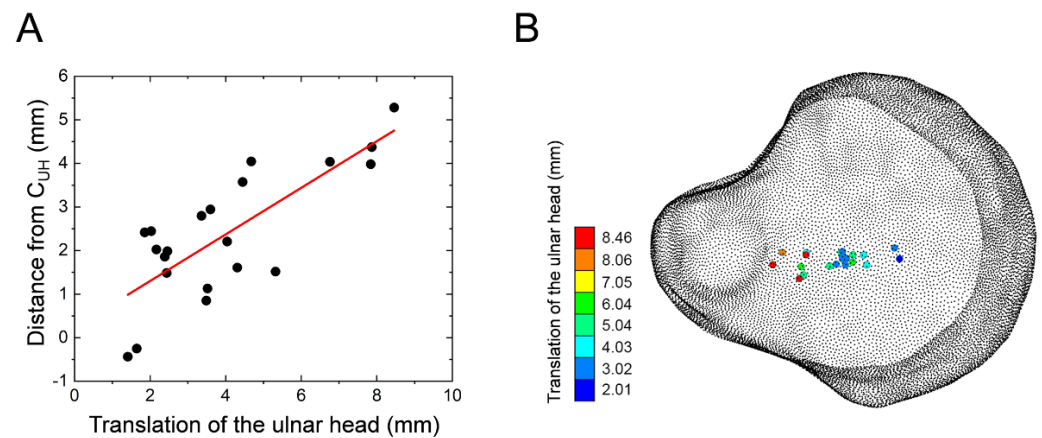 A
B
6
5
4
3
2
1
0
-1
Distance from C_UH (mm)
0 2 4 6 8 10
Translation of the ulnar head (mm)
Translation of the ulnar head (mm)
8.46
8.06
7.05
6.04
5.04
4.03
3.02
2.01